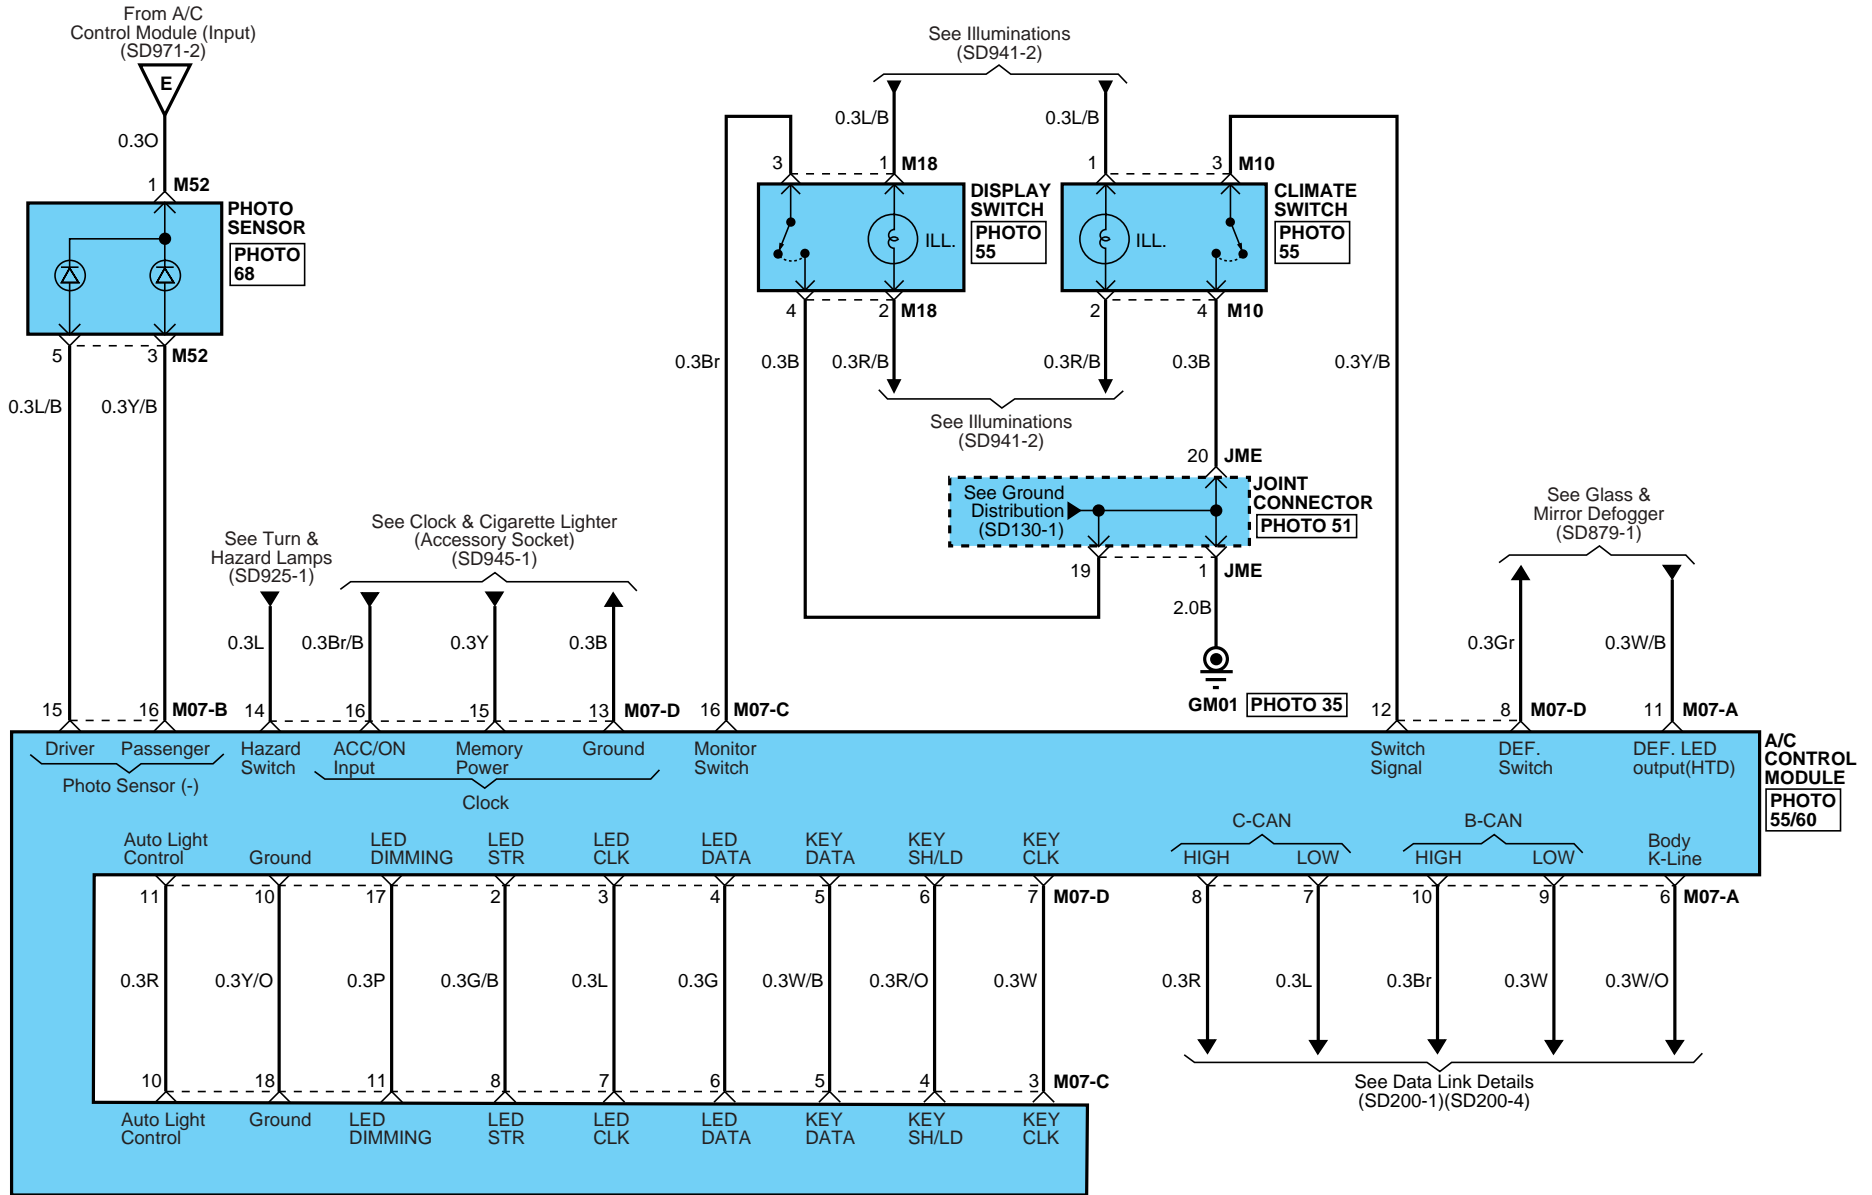 From A/C
Control Module (Input)
(SD971-2)
E
0.3O
1 M52
PHOTO
SENSOR
PHOTO
68
5 3 M52
0.3L/B 0.3Y/B
See Illuminations
(SD941-2)
0.3L/B 0.3L/B
3 1 M18 1 3 M10
DISPLAY
SWITCH
PHOTO
55
ILL.
ILL.
CLIMATE
SWITCH
PHOTO
55
4 2 M18 2 4 M10
0.3Br 0.3B 0.3R/B 0.3R/B 0.3B 0.3Y/B
See Illuminations
(SD941-2)
20 JME
See Ground
Distribution
(SD130-1)
JOINT
CONNECTOR
PHOTO 51
19 1 JME
2.0B
GM01 PHOTO 35
See Turn &
Hazard Lamps
(SD925-1)
See Clock & Cigarette Lighter
(Accessory Socket)
(SD945-1)
See Glass &
Mirror Defogger
(SD879-1)
0.3L 0.3Br/B 0.3Y 0.3B 0.3Gr 0.3W/B
15 16 M07-B 14 16 15 13 M07-D 16 M07-C 12 8 M07-D 11 M07-A
Driver Passenger
Photo Sensor (-)
Hazard
Switch
ACC/ON
Input
Memory
Power
Ground
Clock
Monitor
Switch
Switch
Signal
DEF.
Switch
DEF. LED
output(HTD)
A/C
CONTROL
MODULE
PHOTO
55/60
Auto Light
Control
Ground
LED
DIMMING
LED
STR
LED
CLK
LED
DATA
KEY
DATA
KEY
SH/LD
KEY
CLK
C-CAN
HIGH LOW
B-CAN
HIGH LOW
Body
K-Line
11 10 17 2 3 4 5 6 7 M07-D 8 7 10 9 6 M07-A
0.3R 0.3Y/O 0.3P 0.3G/B 0.3L 0.3G 0.3W/B 0.3R/O 0.3W 0.3R 0.3L 0.3Br 0.3W 0.3W/O
10 18 11 8 7 6 5 4 3 M07-C
See Data Link Details
(SD200-1)(SD200-4)
Auto Light
Control
Ground
LED
DIMMING
LED
STR
LED
CLK
LED
DATA
KEY
DATA
KEY
SH/LD
KEY
CLK